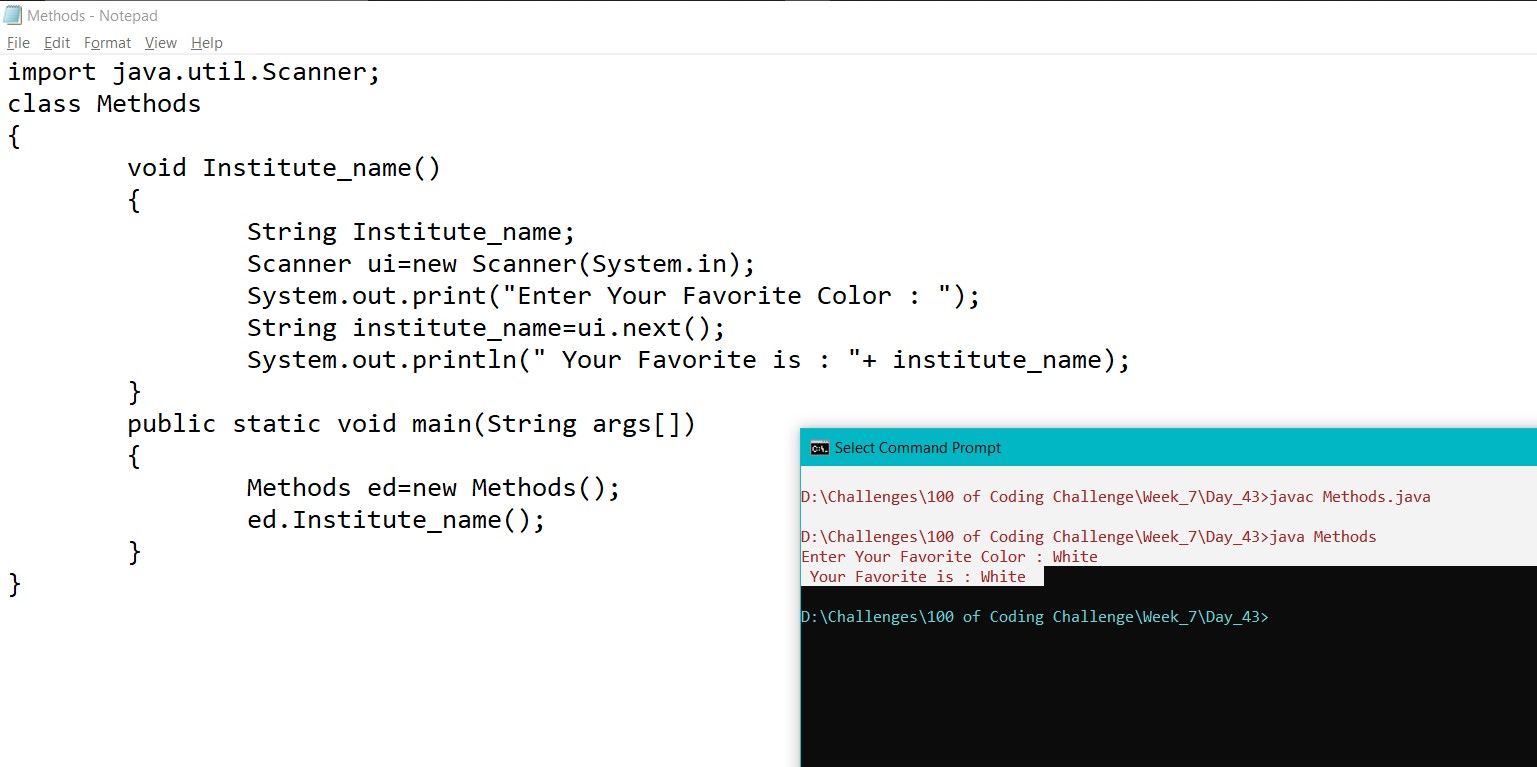 Methods - Notepad
File Edit Format View Help
import java.util.Scanner;
class Methods
{
void Institute_name()
{
String Institute_name;
Scanner ui=new Scanner(System.in);
System.out.print("Enter Your Favorite Color : ");
String institute_name=ui.next();
System.out.println(" Your Favorite is : "+ institute_name);
}
public static void main(String args[])
{
Methods ed=new Methods();
ed.Institute_name();
}
}
Select Command Prompt
D:\Challenges\100 of Coding Challenge\Week_7\Day_43>javac Methods.java
D:\Challenges\100 of Coding Challenge\Week_7\Day_43>java Methods
Enter Your Favorite Color : White
Your Favorite is : White
D:\Challenges\100 of Coding Challenge\Week_7\Day_43>